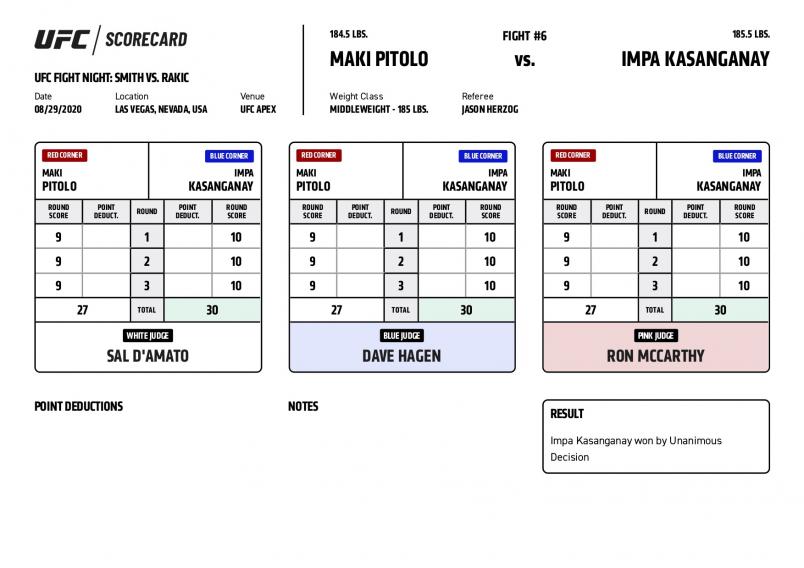 UFC SCORECARD
UFC FIGHT NIGHT: SMITH VS. RAKIC
Date Location Venue
08/29/2020 LAS VEGAS, NEVADA, USA UFC APEX
184.5 LBS. FIGHT #6 185.5 LBS.
MAKI PITOLO VS. IMPA KASANGANAY
Weight Class Referee
MIDDLEWEIGHT - 185 LBS. JASON HERZOG
RED CORNER BLUE CORNER
MAKI IMPA
PITOLO KASANGANAY
ROUND POINT ROUND POINT ROUND
SCORE DEDUCT. DEDUCT. SCORE
9 1 10
9 2 10
9 3 10
27 TOTAL 30
WHITE JUDGE
SAL D'AMATO
RED CORNER BLUE CORNER
MAKI IMPA
PITOLO KASANGANAY
ROUND POINT ROUND POINT ROUND
SCORE DEDUCT. DEDUCT. SCORE
9 1 10
9 2 10
9 3 10
27 TOTAL 30
BLUE JUDGE
DAVE HAGEN
RED CORNER BLUE CORNER
MAKI IMPA
PITOLO KASANGANAY
ROUND POINT ROUND POINT ROUND
SCORE DEDUCT. DEDUCT. SCORE
9 1 10
9 2 10
9 3 10
27 TOTAL 30
PINK JUDGE
RON MCCARTHY
POINT DEDUCTIONS
NOTES
RESULT
Impa Kasanganay won by Unanimous
Decision